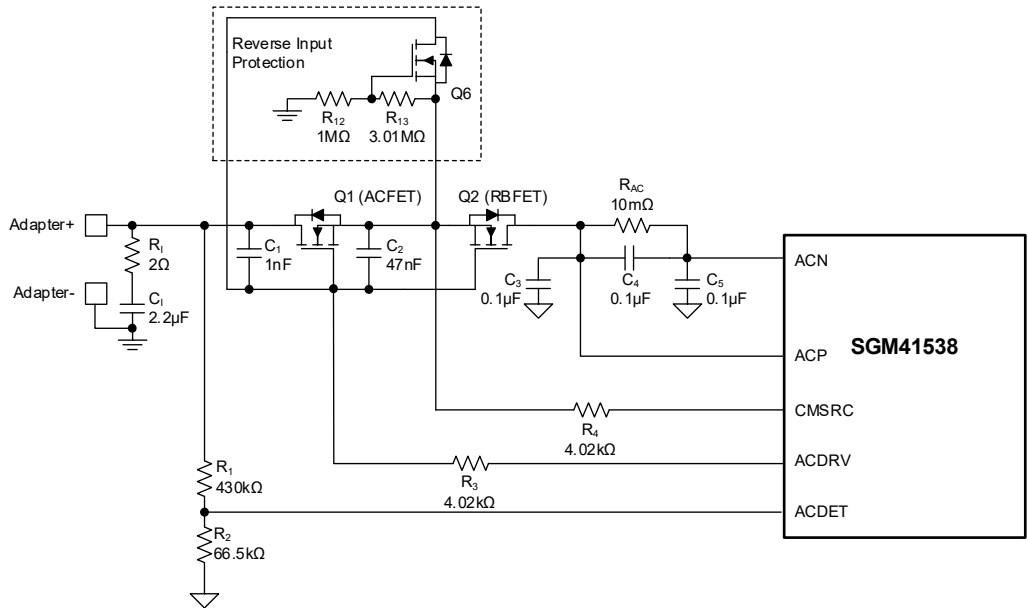 Reverse Input
Protection
Q6
R12
1MΩ
R13
3.01MΩ
Q1 (ACFET)
Q2 (RBFET)
RAC
10mΩ
Adapter+
RI
2Ω
C1
1nF
C2
47nF
C3
0.1µF
C4
0.1µF
C5
0.1µF
ACN
Adapter-
CI
2.2µF
SGM41538
ACP
CMSRC
R4
4.02kΩ
ACDRV
R3
4.02kΩ
R1
430kΩ
ACDET
R2
66.5kΩ